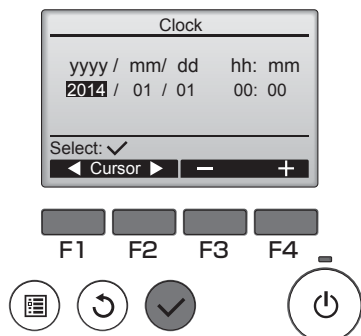 Clock
yyyy / mm/ dd hh: mm
2014 / 01 / 01 00: 00
Select: ✓
◀ Cursor ▶ − +
F1 F2 F3 F4